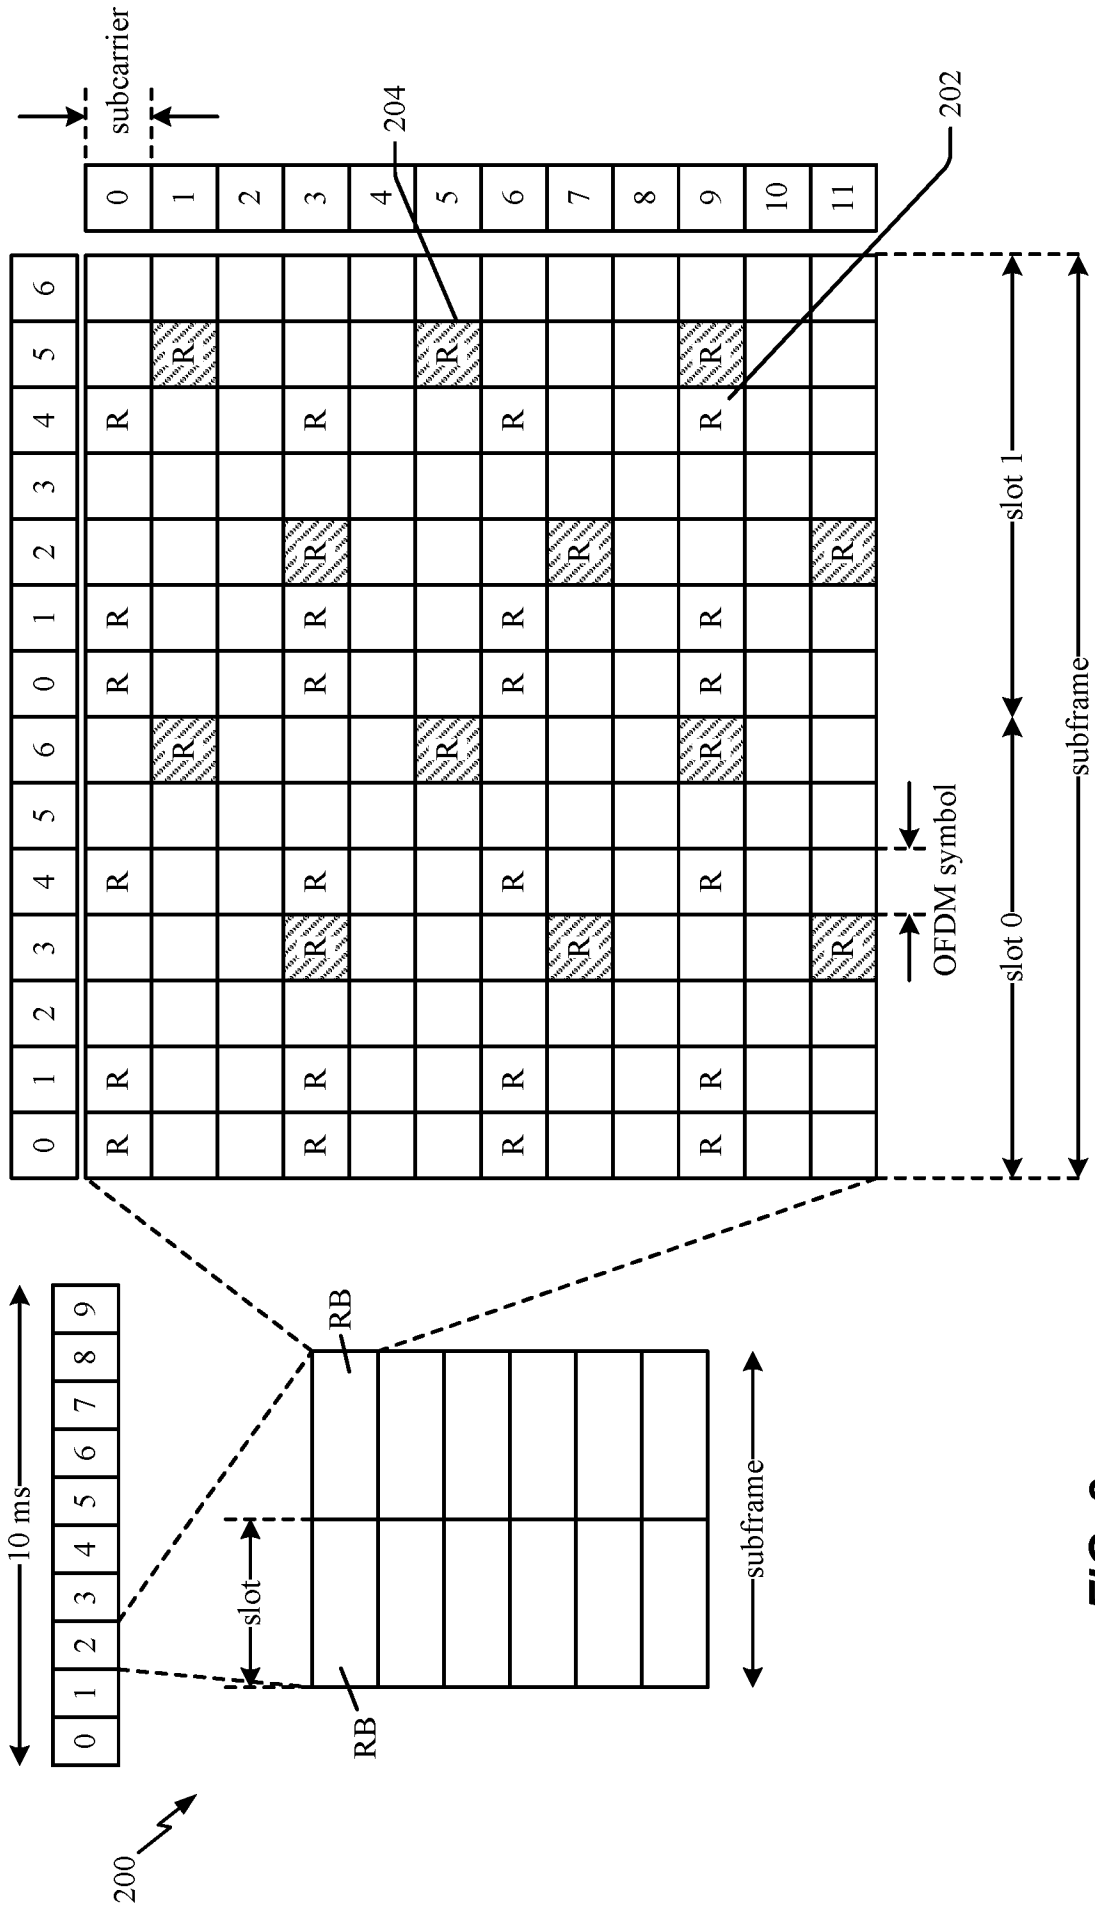 200
10 ms
0 1 2 3 4 5 6 7 8 9
slot
RB
RB
subframe
0 1 2 3 4 5 6 0 1 2 3 4 5 6
R R R R R R 0
R R 1
2
R R R R R R R R 3
4
R R 5
R R R R R R 6
R R 7
8
R R R R R R R R 9
10
R R 11
subcarrier
204
202
OFDM symbol
slot 0
slot 1
subframe
FIG.